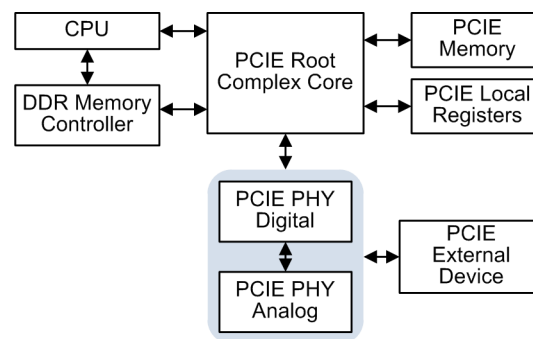 CPU
PCIE Root
Complex Core
PCIE
Memory
DDR Memory
Controller
PCIE Local
Registers
PCIE PHY
Digital
PCIE PHY
Analog
PCIE
External
Device